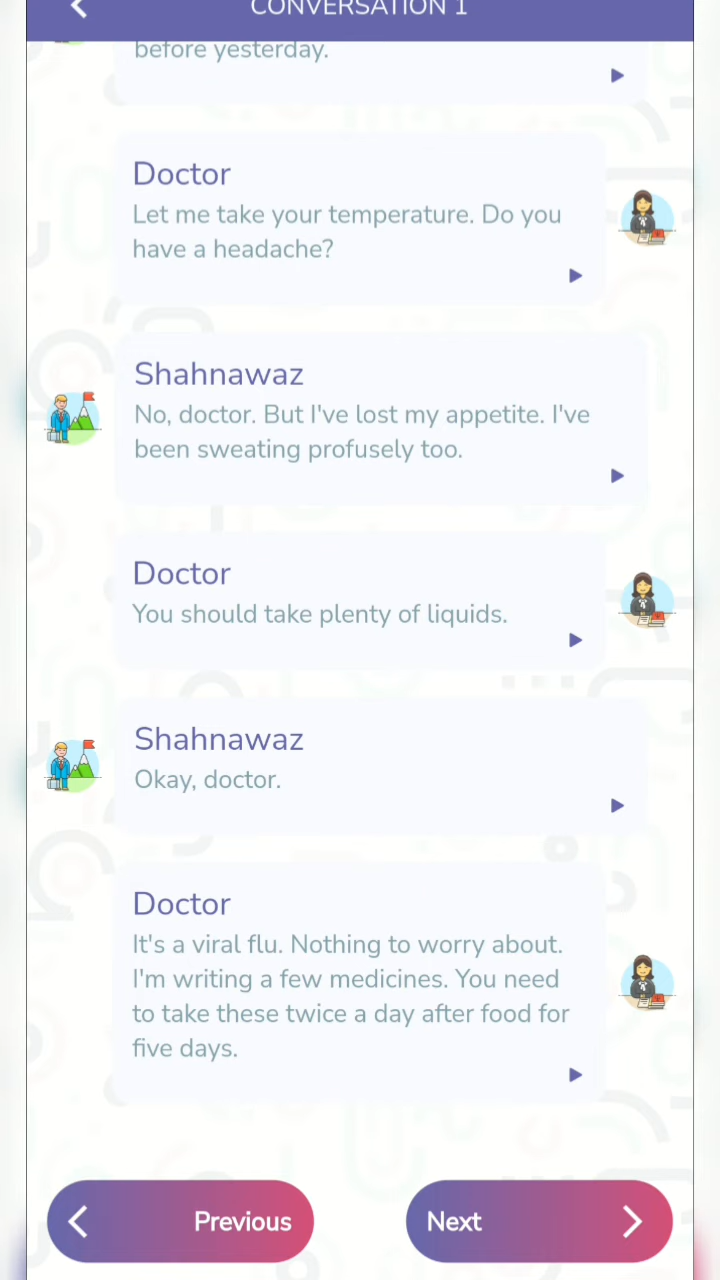 CONVERSATION 1
before yesterday.
Doctor
Let me take your temperature. Do you
have a headache?
Shahnawaz
No, doctor. But I've lost my appetite. I've
been sweating profusely too.
Doctor
You should take plenty of liquids.
Shahnawaz
Okay, doctor.
Doctor
It's a viral flu. Nothing to worry about.
I'm writing a few medicines. You need
to take these twice a day after food for
five days.
Previous
Next